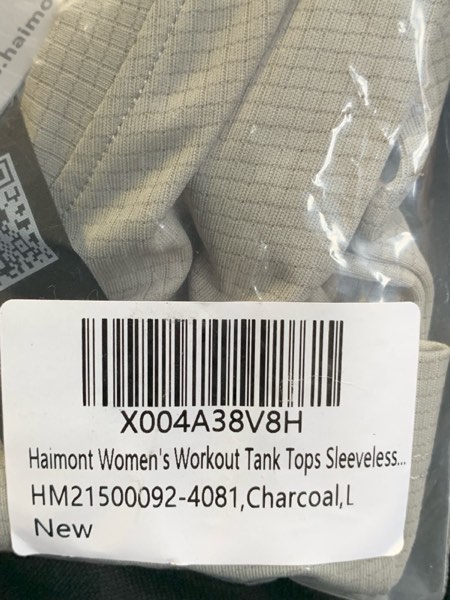 X004A38V8H
Haimont Women's Workout Tank Tops Sleeveless...
HM21500092-4081,Charcoal,L
New